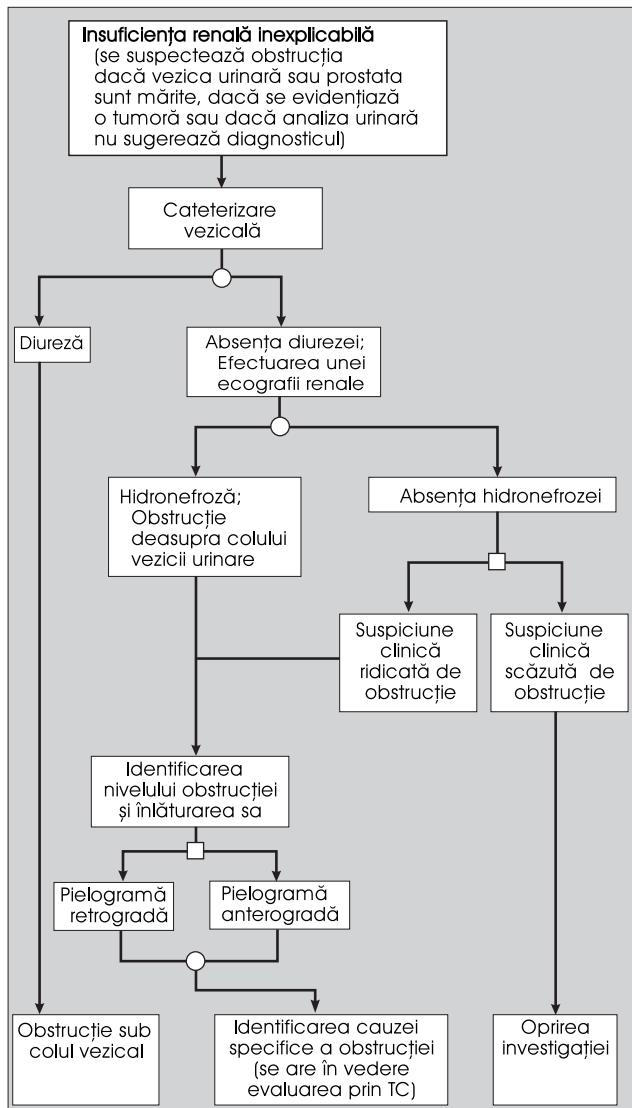 Insuficiența renală inexplicabilă
(se suspectează obstrucția
dacă vezica urinară sau prostata
sunt mărite, dacă se evidențiază
o tumoră sau dacă analiza urinară
nu sugerează diagnosticul)
Cateterizare
vezicală
Diureză
Absența diurezei;
Efectuarea unei
ecografii renale
Hidronefroză;
Obstrucție
deasupra colului
vezicii urinare
Absența hidronefrozei
Suspiciune
clinică
ridicată de
obstrucție
Suspiciune
clinică
scăzută de
obstrucție
Identificarea
nivelului obstrucției
și înlăturarea sa
Pielogramă
retrogradă
Pielogramă
anterogradă
Obstrucție sub
colul vezical
Identificarea cauzei
specifice a obstrucției
(se are în vedere
evaluarea prin TC)
Oprirea
investigației